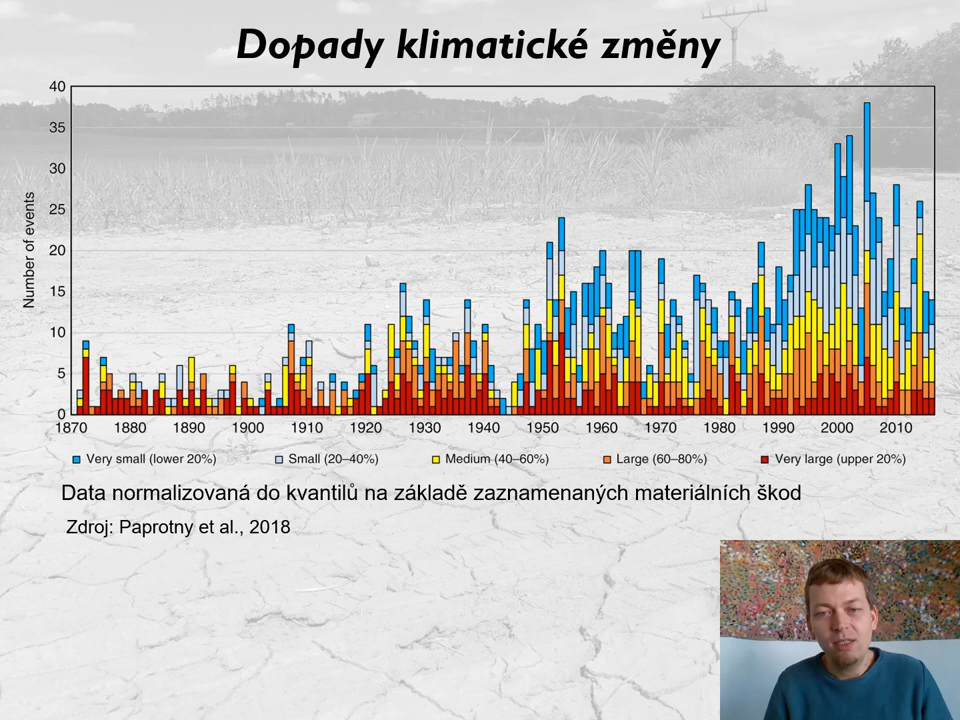 Dopady klimatické změny
40
35
30
25
20
15
10
5
0
Number of events
1870 1880 1890 1900 1910 1920 1930 1940 1950 1960 1970 1980 1990 2000 2010
Very small (lower 20%) Small (20–40%) Medium (40–60%) Large (60–80%) Very large (upper 20%)
Data normalizovaná do kvantilů na základě zaznamenaných materiálních škod
Zdroj: Paprotny et al., 2018